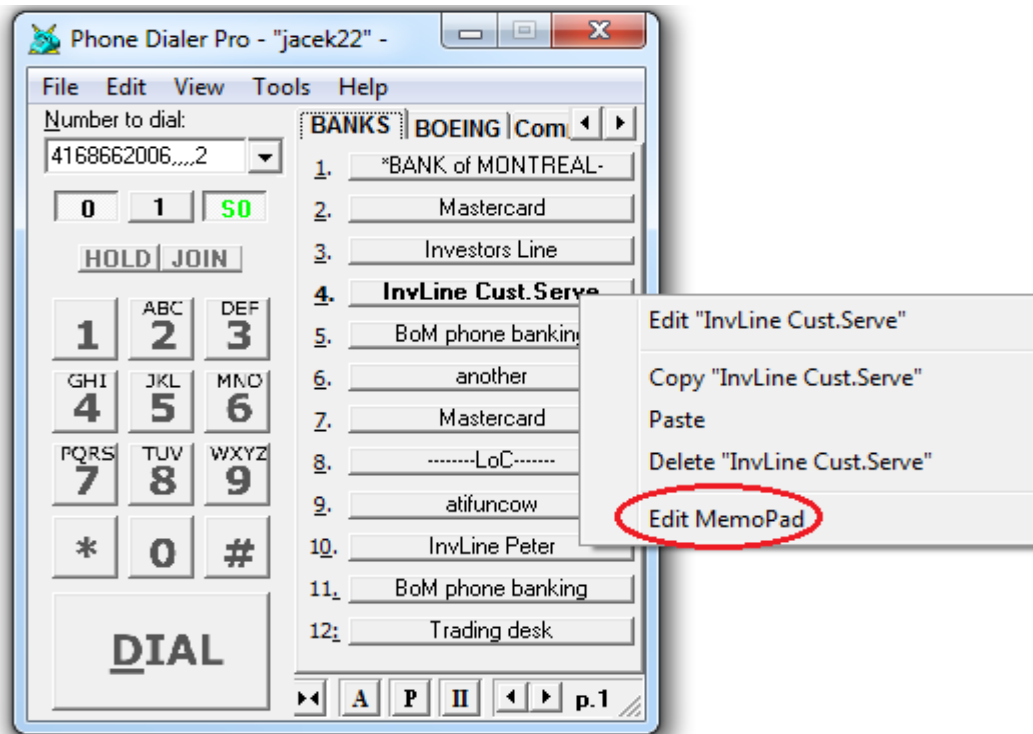 Phone Dialer Pro - "jacek22" -
File Edit View Tools Help
Number to dial:
4168662006,,,,2
0 1 S0
HOLD JOIN
1 ABC 2 DEF 3
GHI 4 JKL 5 MNO 6
PQRS 7 TUV 8 WXYZ 9
* 0 #
DIAL
BANKS BOEING Com
1. *BANK of MONTREAL-
2. Mastercard
3. Investors Line
4. InvLine Cust.Serve
5. BoM phone banking
6. another
7. Mastercard
8. -------LoC-------
9. atifuncow
10. InvLine Peter
11. BoM phone banking
12: Trading desk
A P II p.1
Edit "InvLine Cust.Serve"
Copy "InvLine Cust.Serve"
Paste
Delete "InvLine Cust.Serve"
Edit MemoPad